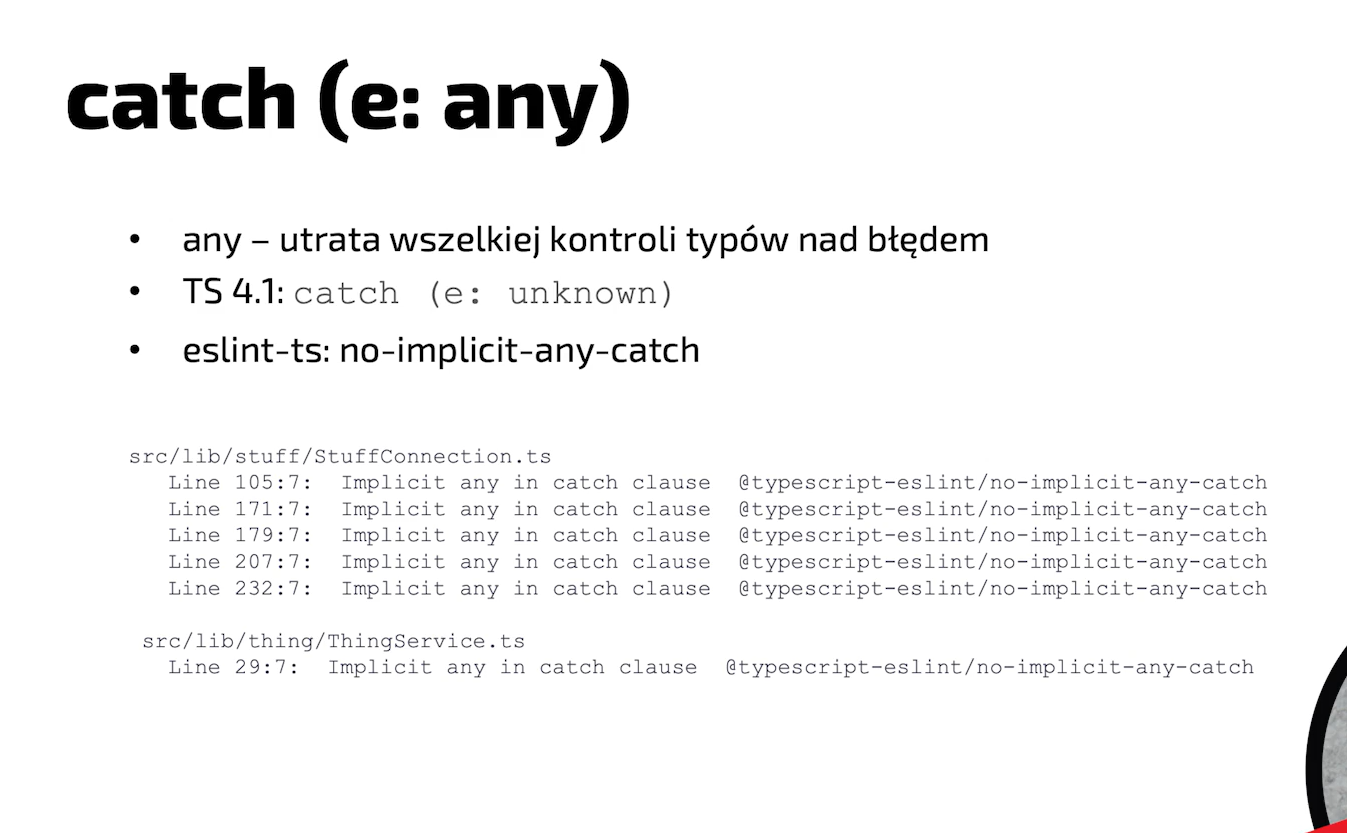 catch (e: any)
• any – utrata wszelkiej kontroli typów nad błędem
• TS 4.1: catch (e: unknown)
• eslint-ts: no-implicit-any-catch
src/lib/stuff/StuffConnection.ts
Line 105:7: Implicit any in catch clause @typescript-eslint/no-implicit-any-catch
Line 171:7: Implicit any in catch clause @typescript-eslint/no-implicit-any-catch
Line 179:7: Implicit any in catch clause @typescript-eslint/no-implicit-any-catch
Line 207:7: Implicit any in catch clause @typescript-eslint/no-implicit-any-catch
Line 232:7: Implicit any in catch clause @typescript-eslint/no-implicit-any-catch
src/lib/thing/ThingService.ts
Line 29:7: Implicit any in catch clause @typescript-eslint/no-implicit-any-catch